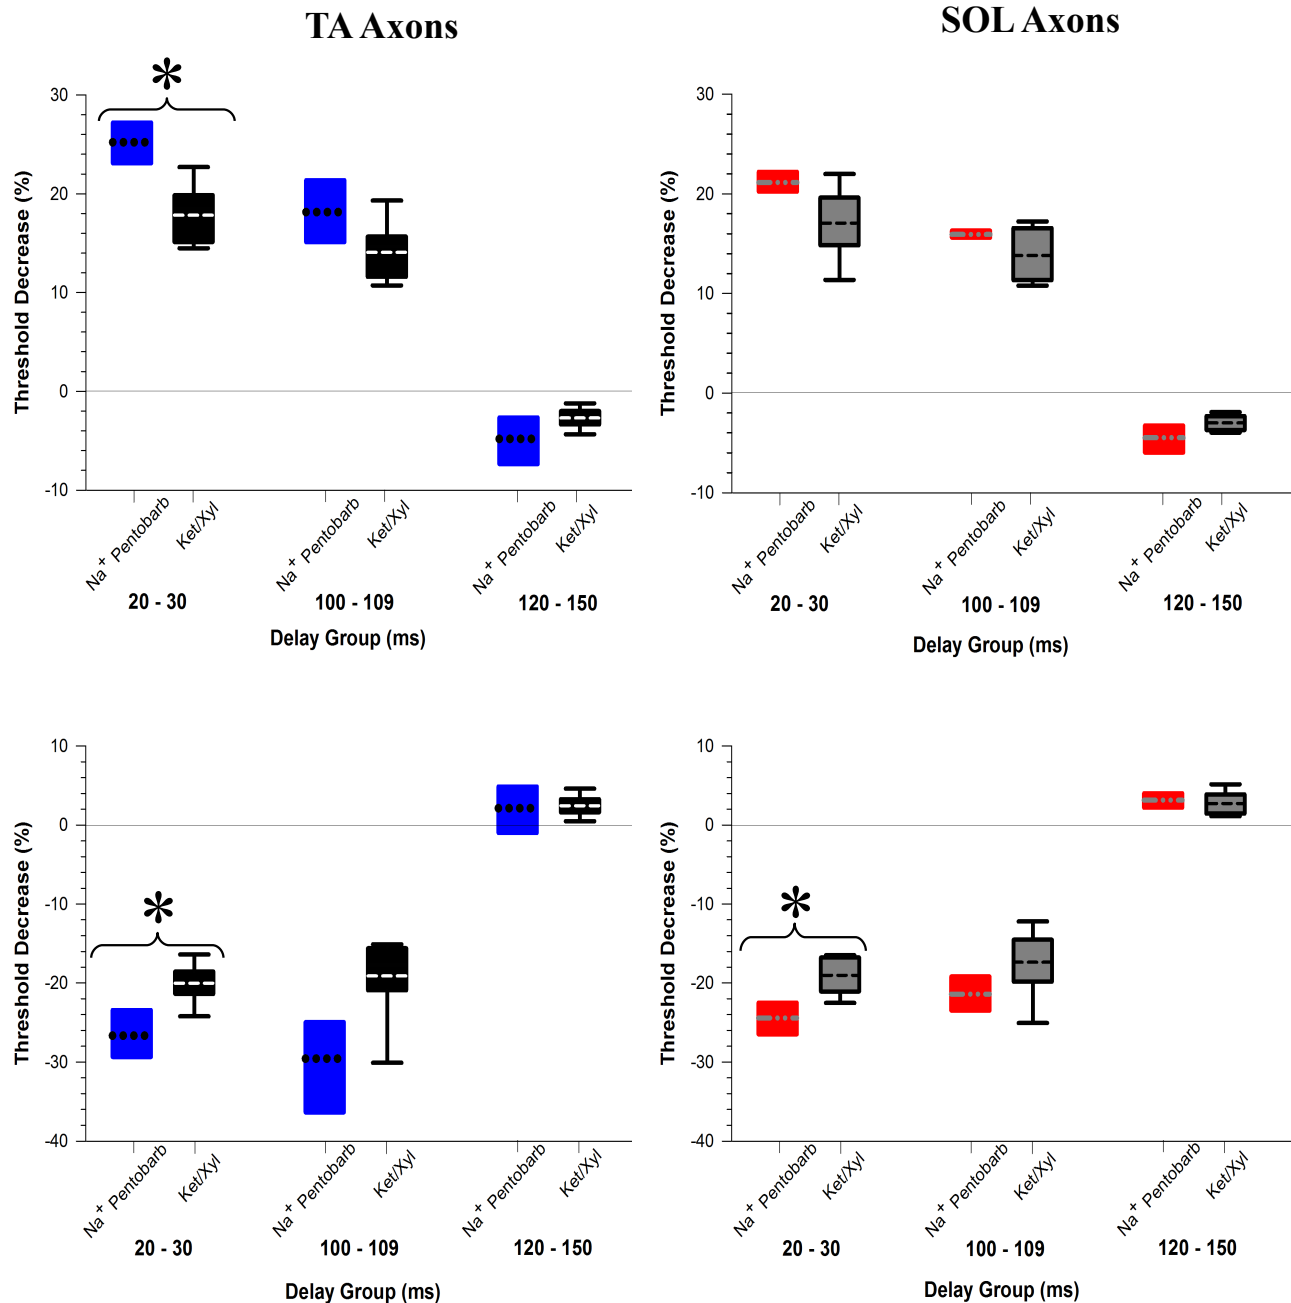 TA Axons
SOL Axons
*
Threshold Decrease (%)
30
20
10
0
-10
Na+ Pentobarb
Ket/Xyl
Na+ Pentobarb
Ket/Xyl
Na+ Pentobarb
Ket/Xyl
20 - 30
100 - 109
120 - 150
Delay Group (ms)
Threshold Decrease (%)
30
20
10
0
-10
Na+ Pentobarb
Ket/Xyl
Na+ Pentobarb
Ket/Xyl
Na+ Pentobarb
Ket/Xyl
20 - 30
100 - 109
120 - 150
Delay Group (ms)
Threshold Decrease (%)
10
0
-10
-20
-30
-40
*
Na+ Pentobarb
Ket/Xyl
Na+ Pentobarb
Ket/Xyl
Na+ Pentobarb
Ket/Xyl
20 - 30
100 - 109
120 - 150
Delay Group (ms)
Threshold Decrease (%)
10
0
-10
-20
-30
-40
*
Na+ Pentobarb
Ket/Xyl
Na+ Pentobarb
Ket/Xyl
Na+ Pentobarb
Ket/Xyl
20 - 30
100 - 109
120 - 150
Delay Group (ms)